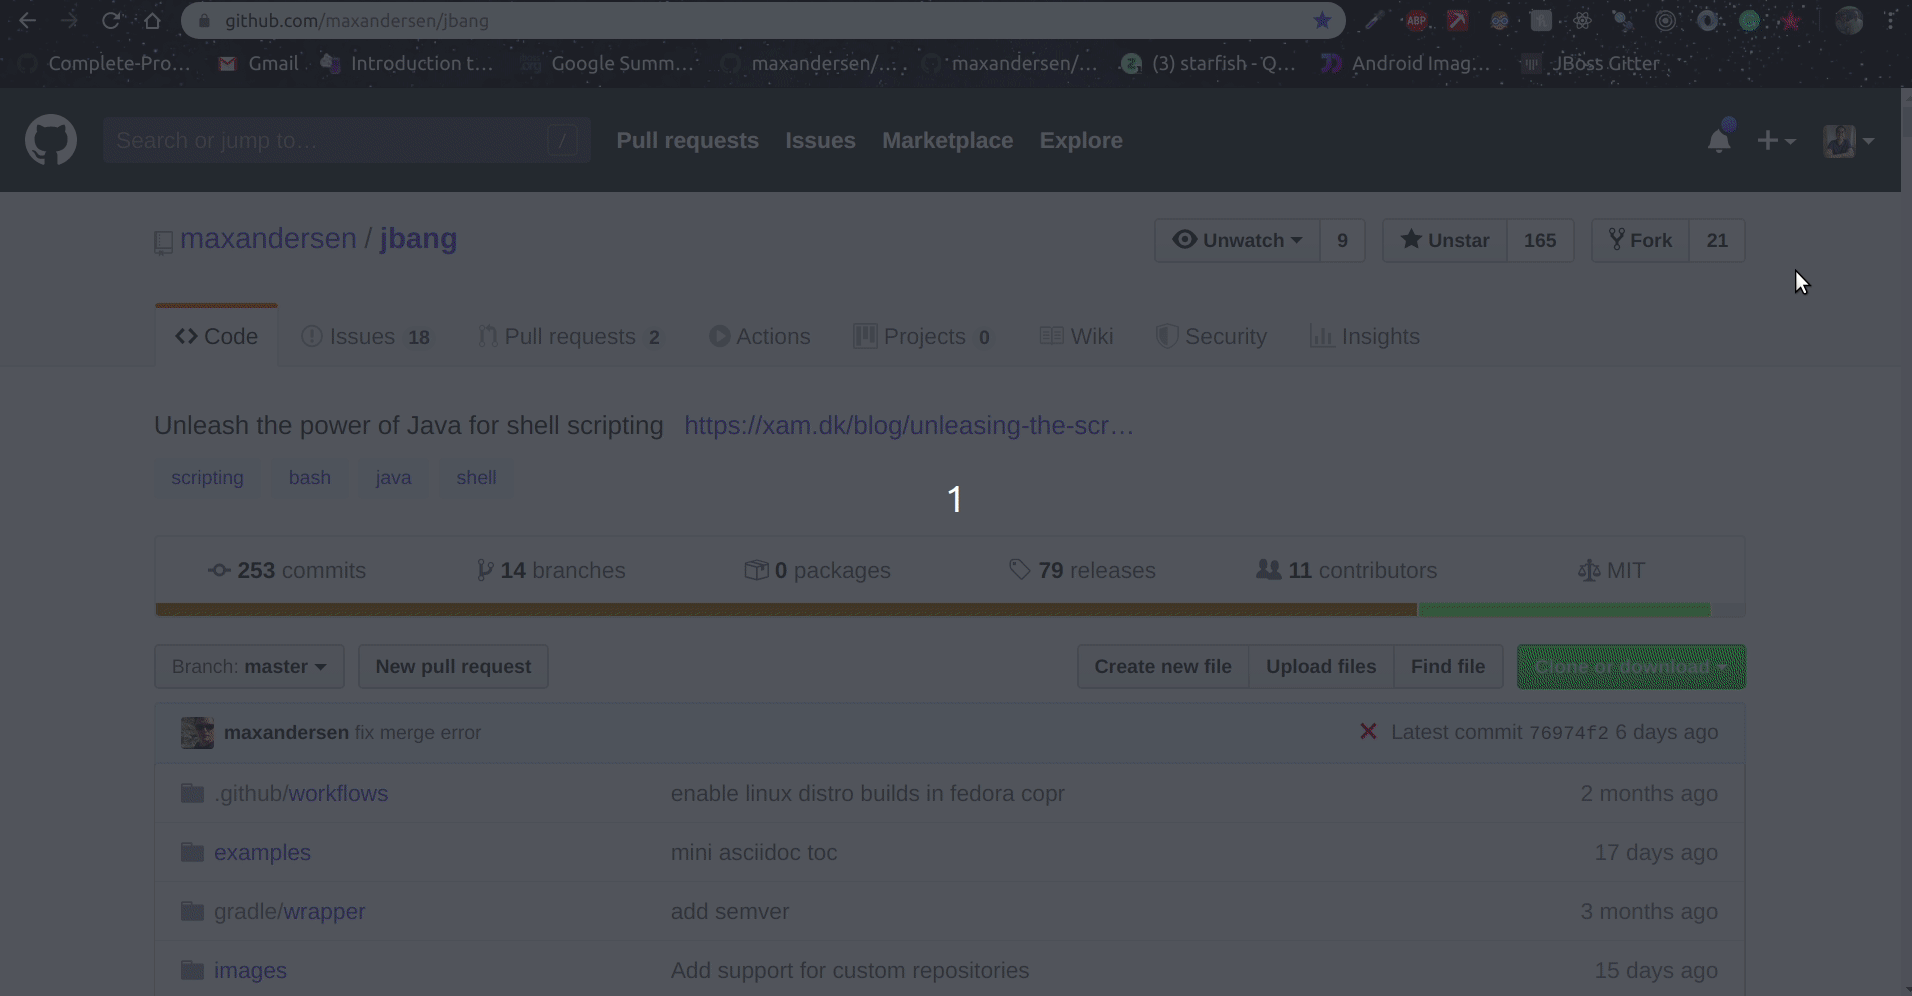 github.com/maxandersen/jbang
ABP
Complete-Pro... Gmail Introduction t... Google Summ... maxandersen/... maxandersen/... (3) starfish - Q... Android Imag... JBoss Gitter
Search or jump to... / Pull requests Issues Marketplace Explore
maxandersen / jbang Unwatch 9 Unstar 165 Fork 21
Code Issues 18 Pull requests 2 Actions Projects 0 Wiki Security Insights
Unleash the power of Java for shell scripting https://xam.dk/blog/unleasing-the-scr...
scripting bash java shell
1
253 commits 14 branches 0 packages 79 releases 11 contributors MIT
Branch: master New pull request Create new file Upload files Find file Clone or download
maxandersen fix merge error Latest commit 76974f2 6 days ago
.github/workflows enable linux distro builds in fedora copr 2 months ago
examples mini asciidoc toc 17 days ago
gradle/wrapper add semver 3 months ago
images Add support for custom repositories 15 days ago